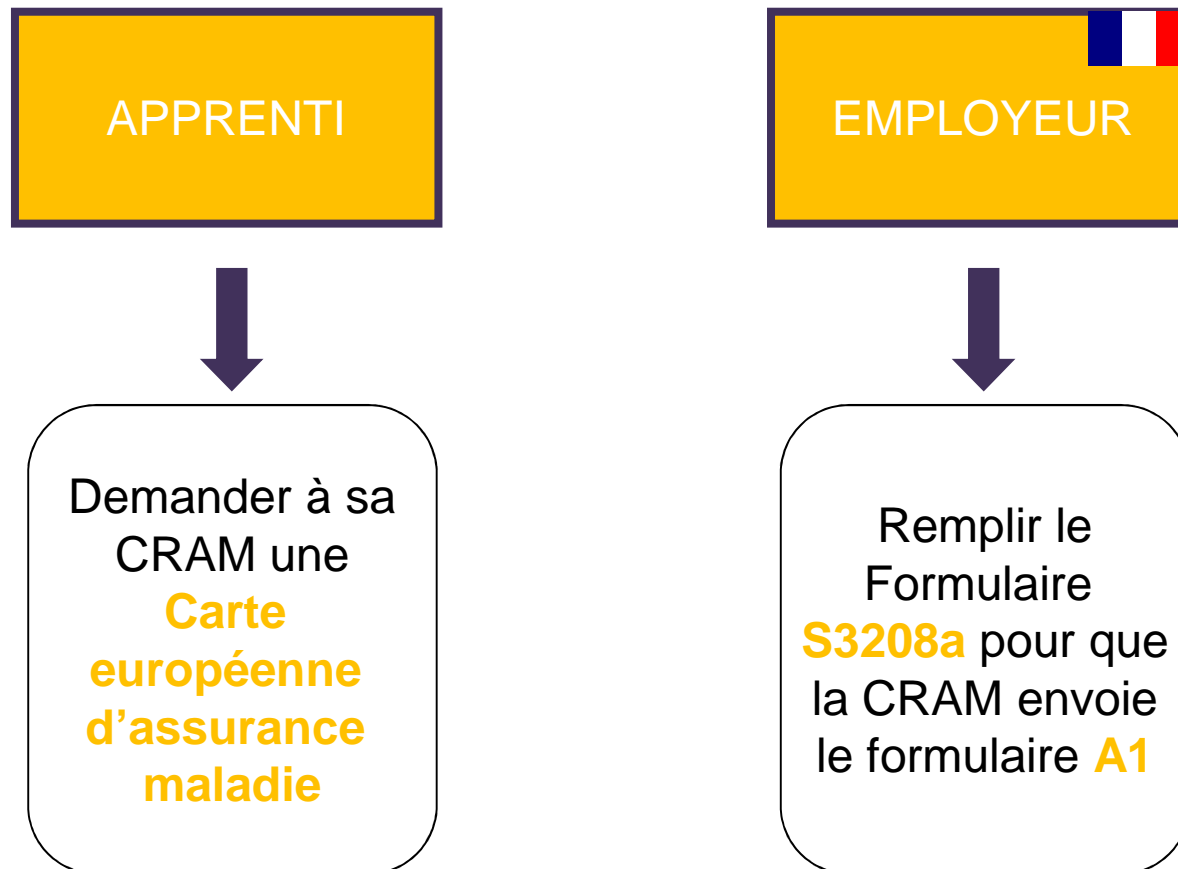 APPRENTI
Demander à sa
CRAM une
Carte
européenne
d’assurance
maladie
EMPLOYEUR
Remplir le
Formulaire
S3208a pour que
la CRAM envoie
le formulaire A1